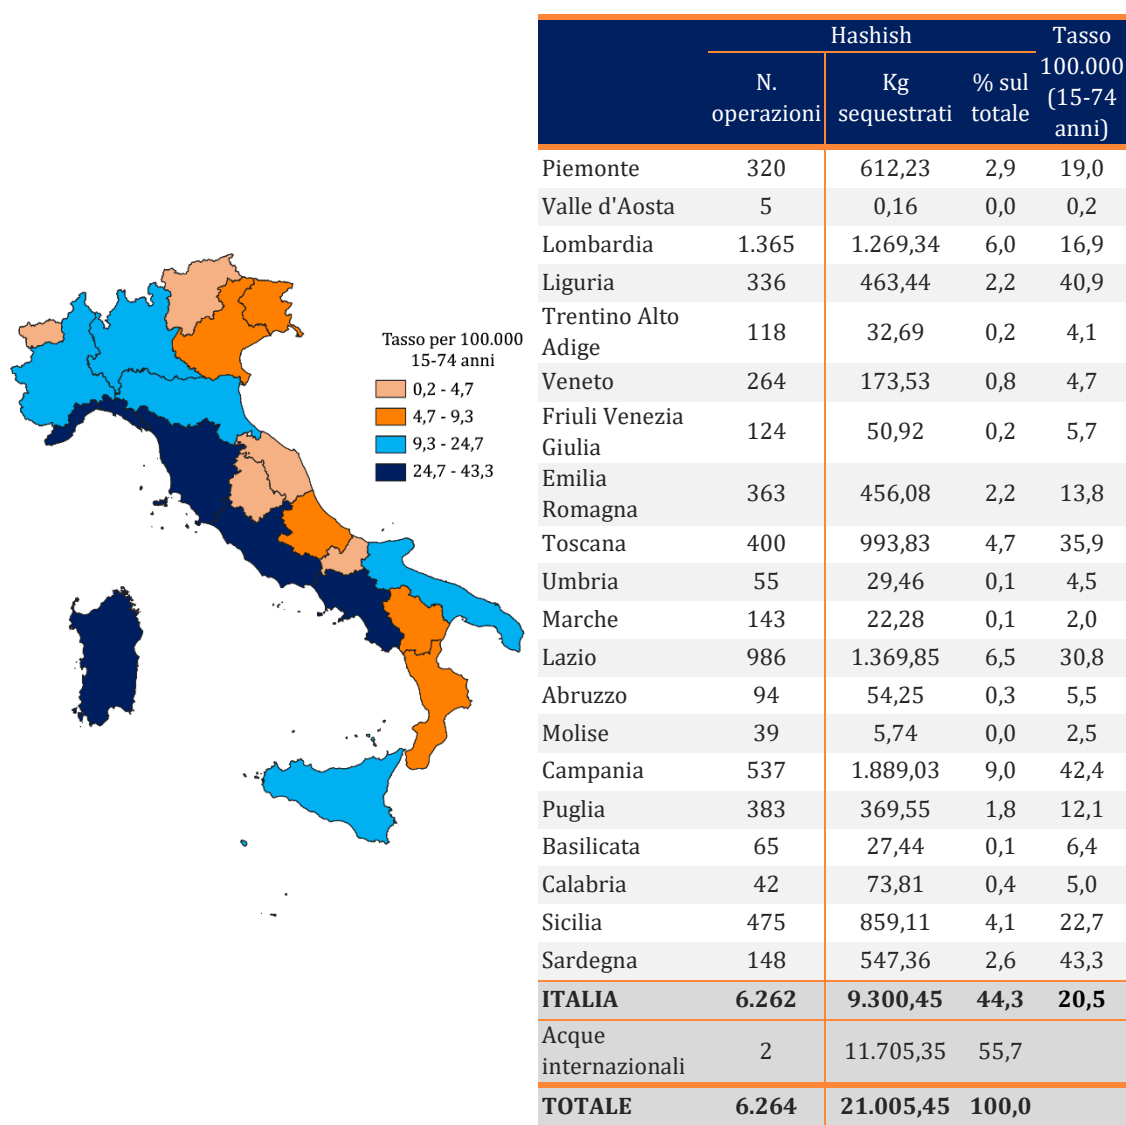 Tasso per 100.000
15-74 anni
0,2 - 4,7
4,7 - 9,3
9,3 - 24,7
24,7 - 43,3
Hashish Tasso 100.000 (15-74 anni)
N. operazioni Kg sequestrati % sul totale
Piemonte 320 612,23 2,9 19,0
Valle d'Aosta 5 0,16 0,0 0,2
Lombardia 1.365 1.269,34 6,0 16,9
Liguria 336 463,44 2,2 40,9
Trentino Alto Adige 118 32,69 0,2 4,1
Veneto 264 173,53 0,8 4,7
Friuli Venezia Giulia 124 50,92 0,2 5,7
Emilia Romagna 363 456,08 2,2 13,8
Toscana 400 993,83 4,7 35,9
Umbria 55 29,46 0,1 4,5
Marche 143 22,28 0,1 2,0
Lazio 986 1.369,85 6,5 30,8
Abruzzo 94 54,25 0,3 5,5
Molise 39 5,74 0,0 2,5
Campania 537 1.889,03 9,0 42,4
Puglia 383 369,55 1,8 12,1
Basilicata 65 27,44 0,1 6,4
Calabria 42 73,81 0,4 5,0
Sicilia 475 859,11 4,1 22,7
Sardegna 148 547,36 2,6 43,3
ITALIA 6.262 9.300,45 44,3 20,5
Acque internazionali 2 11.705,35 55,7
TOTALE 6.264 21.005,45 100,0